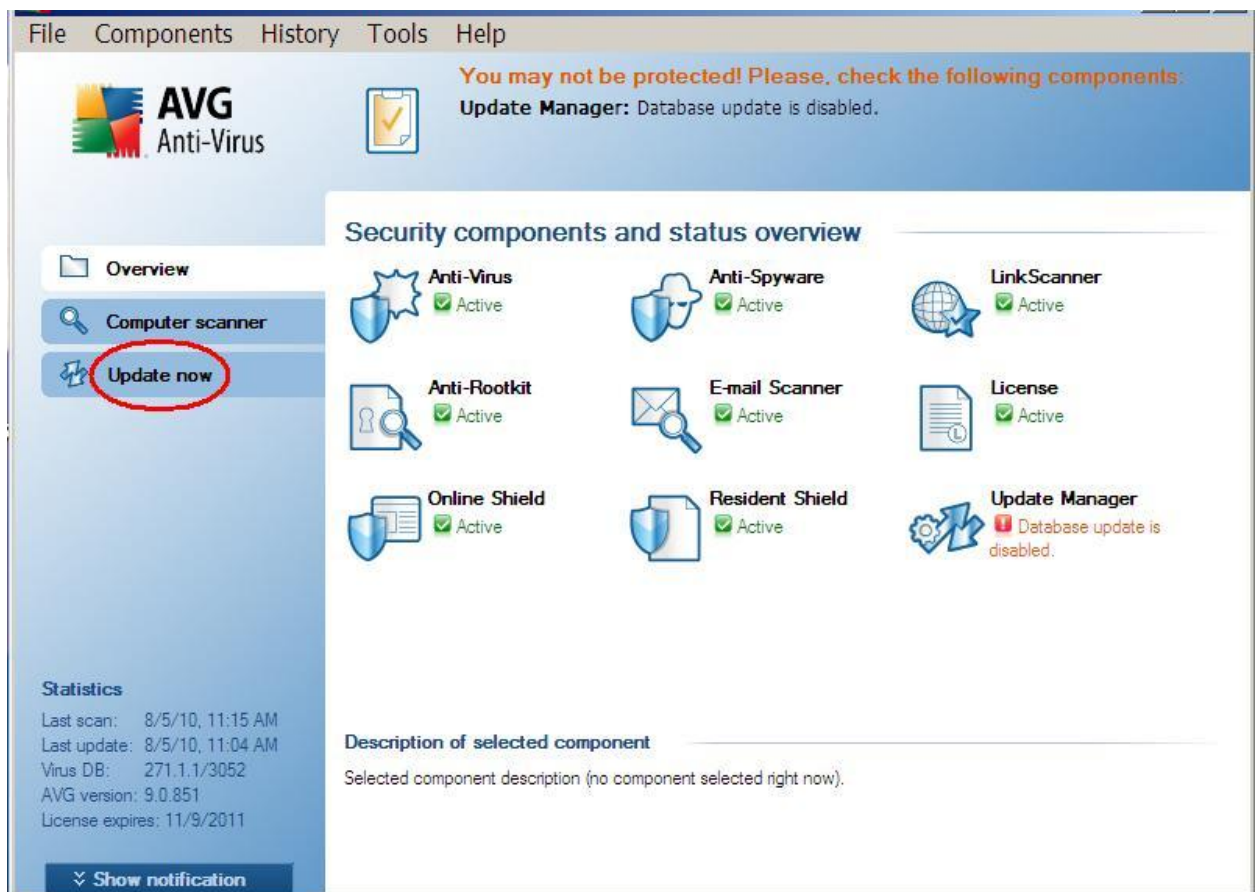 File Components History Tools Help
AVG
Anti-Virus
You may not be protected! Please, check the following components:
Update Manager: Database update is disabled.
Overview
Computer scanner
Update now
Security components and status overview
Anti-Virus
Active
Anti-Spyware
Active
LinkScanner
Active
Anti-Rootkit
Active
E-mail Scanner
Active
License
Active
Online Shield
Active
Resident Shield
Active
Update Manager
Database update is
disabled.
Statistics
Last scan: 8/5/10, 11:15 AM
Last update: 8/5/10, 11:04 AM
Virus DB: 271.1.1/3052
AVG version: 9.0.851
License expires: 11/9/2011
Show notification
Description of selected component
Selected component description (no component selected right now).